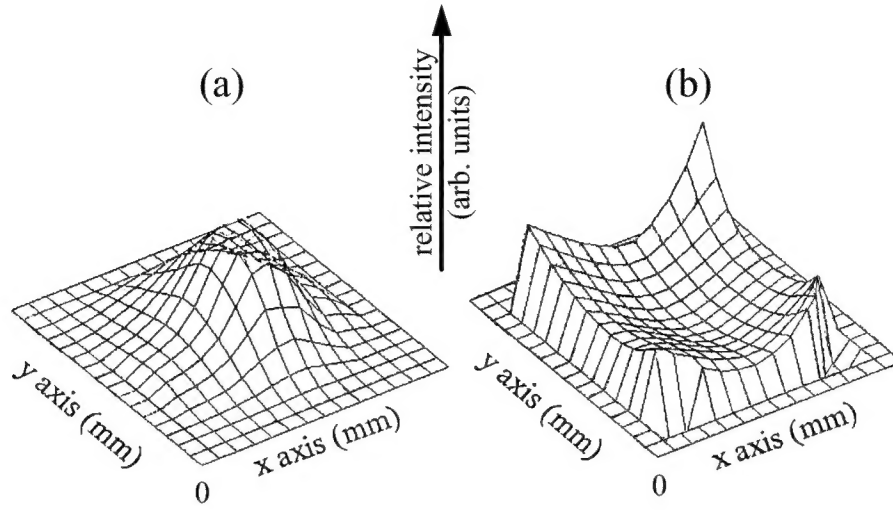 (a)
relative intensity
(arb. units)
(b)
y axis (mm)
x axis (mm)
0
y axis (mm)
x axis (mm)
0